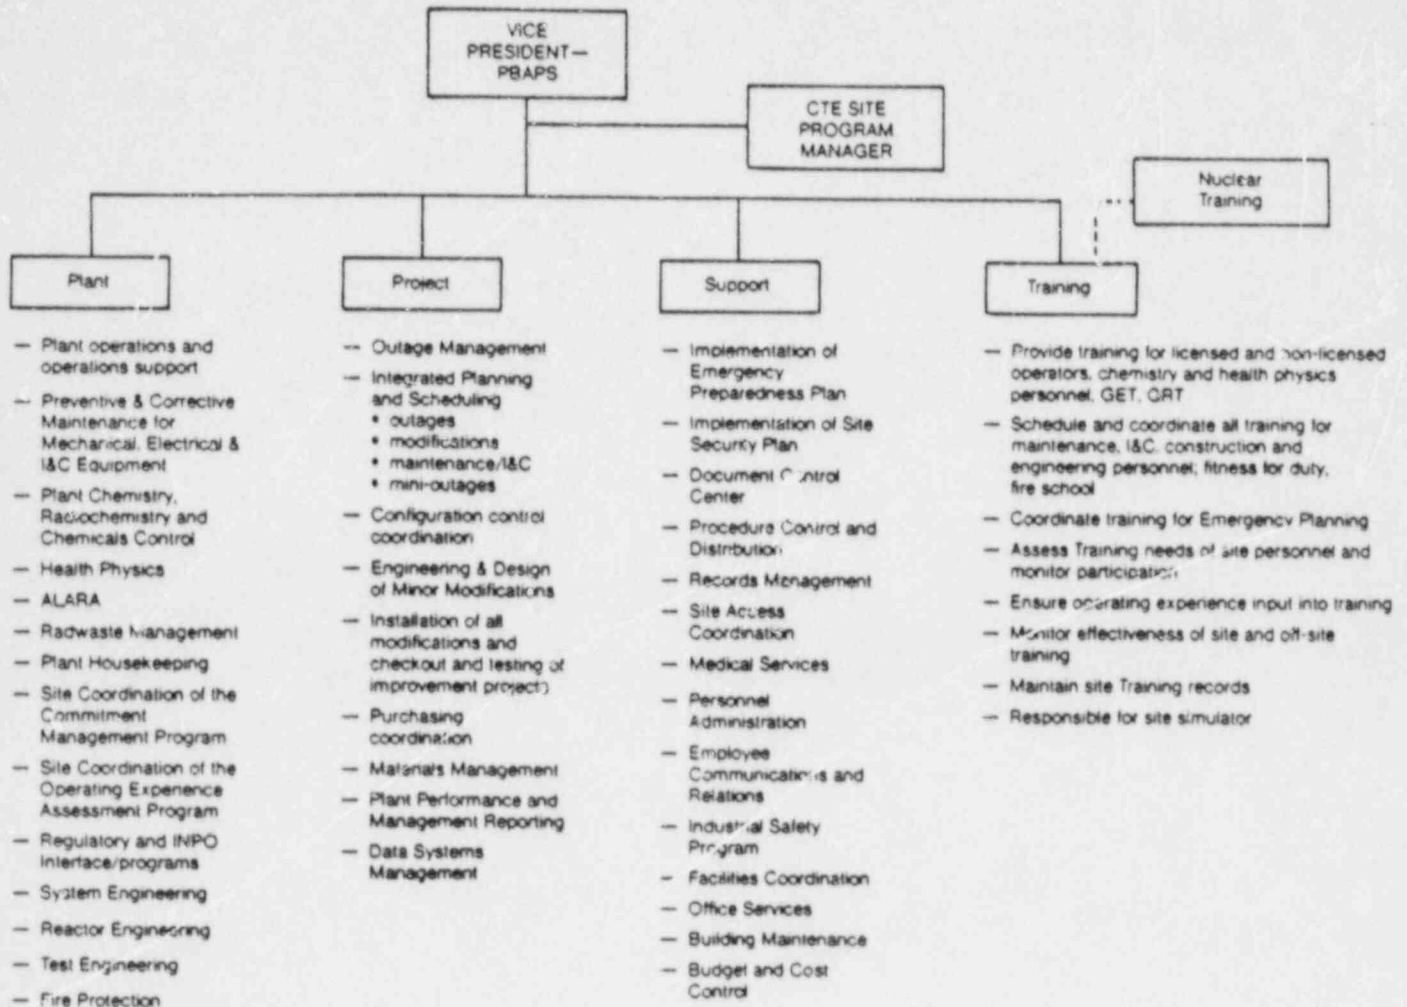 VICE
PRESIDENT—
PBAPS
CTE SITE
PROGRAM
MANAGER
Nuclear
Training
Plant
Project
Support
Training
— Plant operations and
operations support
— Preventive & Corrective
Maintenance for
Mechanical, Electrical &
I&C Equipment
— Plant Chemistry,
Radiochemistry and
Chemicals Control
— Health Physics
— ALARA
— Radwaste Management
— Plant Housekeeping
— Site Coordination of the
Commitment
Management Program
— Site Coordination of the
Operating Experience
Assessment Program
— Regulatory and INPO
Interface/programs
— System Engineering
— Reactor Engineering
— Test Engineering
— Fire Protection
— Outage Management
— Integrated Planning
and Scheduling
• outages
• modifications
• maintenance/I&C
• mini-outages
— Configuration control
coordination
— Engineering & Design
of Minor Modifications
— Installation of all
modifications and
checkout and testing of
improvement projects
— Purchasing
coordination
— Materials Management
— Plant Performance and
Management Reporting
— Data Systems
Management
— Implementation of
Emergency
Preparedness Plan
— Implementation of Site
Security Plan
— Document Control
Center
— Procedure Control and
Distribution
— Records Management
— Site Access
Coordination
— Medical Services
— Personnel
Administration
— Employee
Communications and
Relations
— Industrial Safety
Program
— Facilities Coordination
— Office Services
— Building Maintenance
— Budget and Cost
Control
— Provide training for licensed and non-licensed
operators, chemistry and health physics
personnel, GET, GRT
— Schedule and coordinate all training for
maintenance, I&C, construction and
engineering personnel; fitness for duty,
fire school
— Coordinate training for Emergency Planning
— Assess Training needs of site personnel and
monitor participation
— Ensure operating experience input into training
— Monitor effectiveness of site and off-site
training
— Maintain site Training records
— Responsible for site simulator